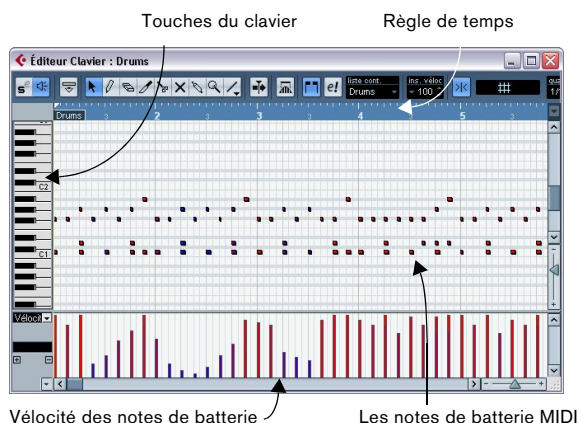 Touches du clavier Règle de temps
Éditeur Clavier : Drums
liste cont. ins. véloc
Drums 100
Drums 3 2 3 3 3 4 3 5 3
C2
C1
Vélocit
Vélocité des notes de batterie Les notes de batterie MIDI